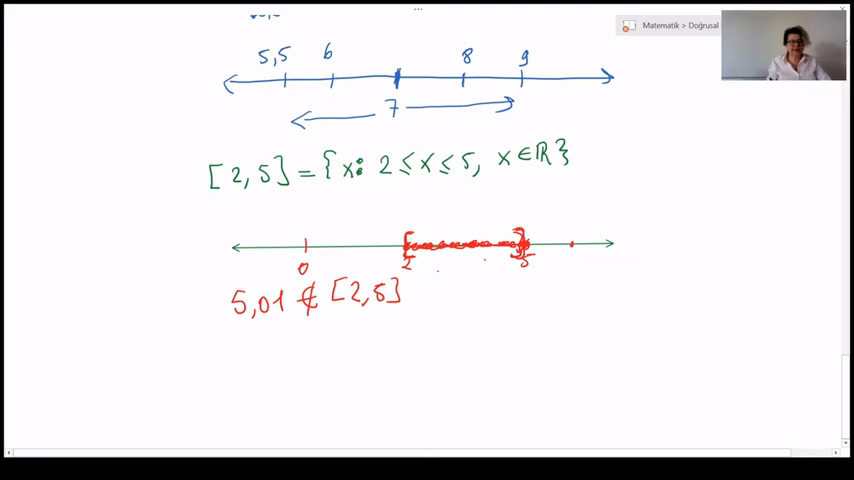 Matematik > Doğrusal
5,5 6 8 9
7
[2,5] = {x: 2 ≤ x ≤ 5, x ∈ ℝ}
0 2 5
5,01 ∉ [2,5]